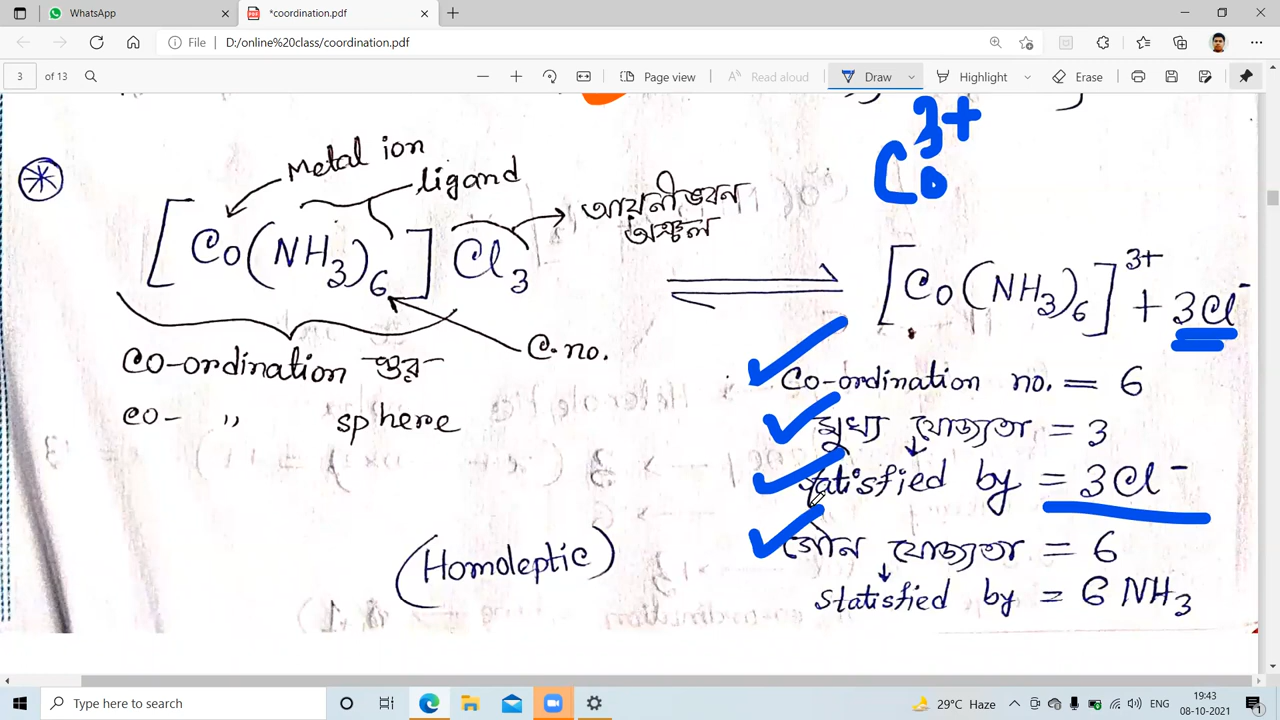 WhatsApp
*coordination.pdf
File D:/online%20class/coordination.pdf
3 of 13
Page view
Read aloud
Draw
Highlight
Erase
3+
Co
Metal ion
ligand
আয়নীভবন
অঞ্চল
[Co(NH3)6]Cl3
[Co(NH3)6]3+ + 3Cl-
C.no.
Co-ordination স্তর
co- ,, sphere
Co-ordination no. = 6
মুখ্য যোজ্যতা = 3
satisfied by = 3Cl-
গৌন যোজ্যতা = 6
statisfied by = 6 NH3
(Homoleptic)
Type here to search
29°C Haze
ENG
19:43
08-10-2021